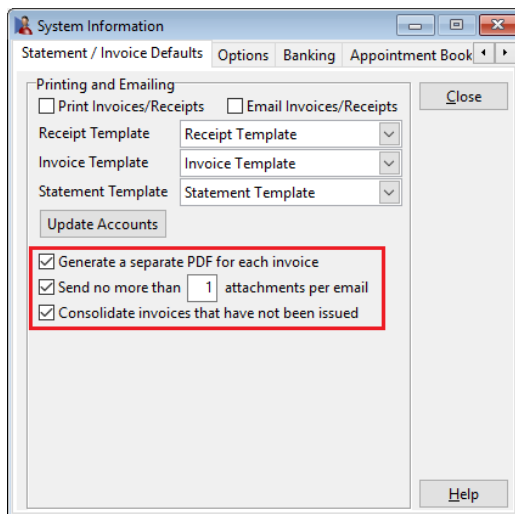 System Information
Statement / Invoice Defaults Options Banking Appointment Book
Printing and Emailing
Print Invoices/Receipts Email Invoices/Receipts Close
Receipt Template Receipt Template
Invoice Template Invoice Template
Statement Template Statement Template
Update Accounts
Generate a separate PDF for each invoice
Send no more than 1 attachments per email
Consolidate invoices that have not been issued
Help